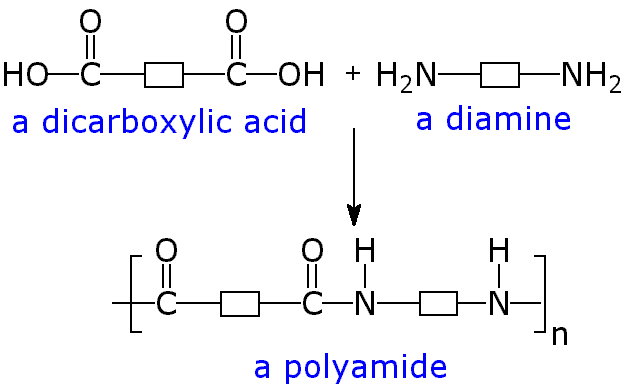 O O
HO C C OH + H₂N NH₂
a dicarboxylic acid a diamine
O O H H
C C N N
n
a polyamide